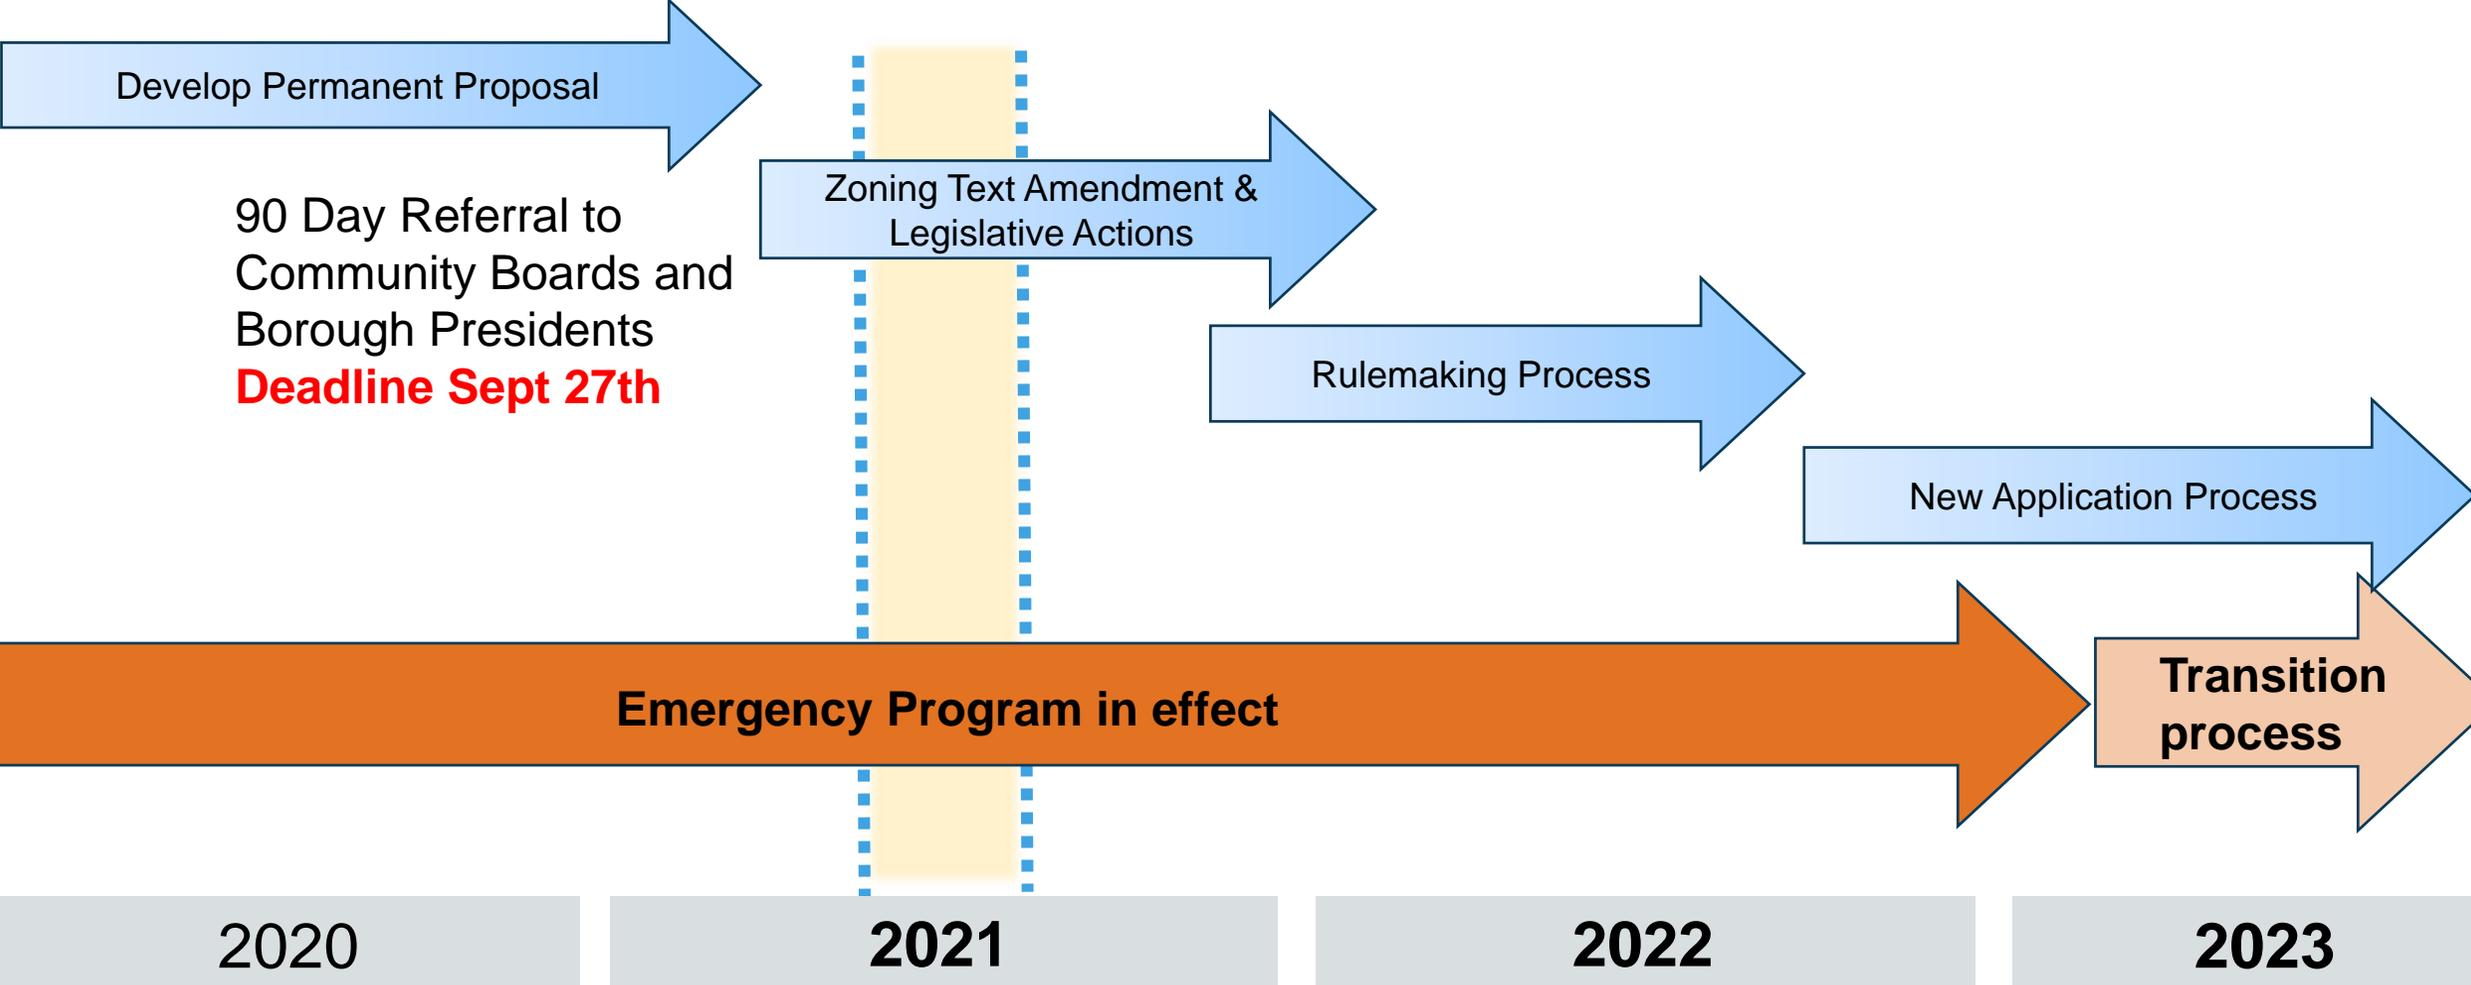 Develop Permanent Proposal
Zoning Text Amendment &
Legislative Actions
90 Day Referral to
Community Boards and
Borough Presidents
Deadline Sept 27th
Rulemaking Process
New Application Process
Emergency Program in effect
Transition
process
2020
2021
2022
2023